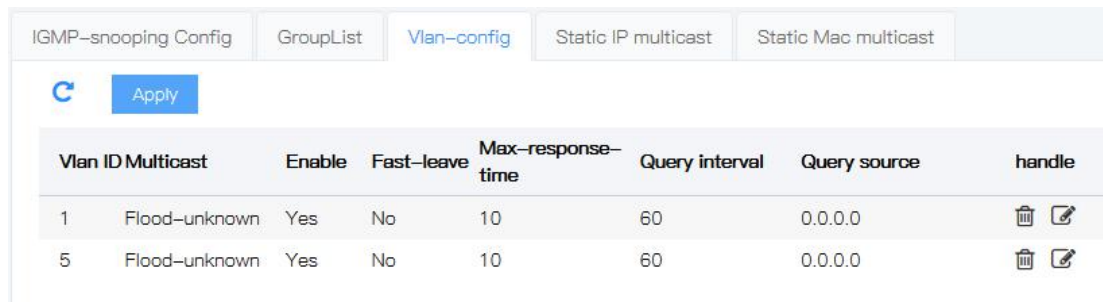 IGMP-snooping Config GroupList Vlan-config Static IP multicast Static Mac multicast
Apply
Vlan ID Multicast Enable Fast-leave Max-response-time Query interval Query source handle
1 Flood-unknown Yes No 10 60 0.0.0.0
5 Flood-unknown Yes No 10 60 0.0.0.0